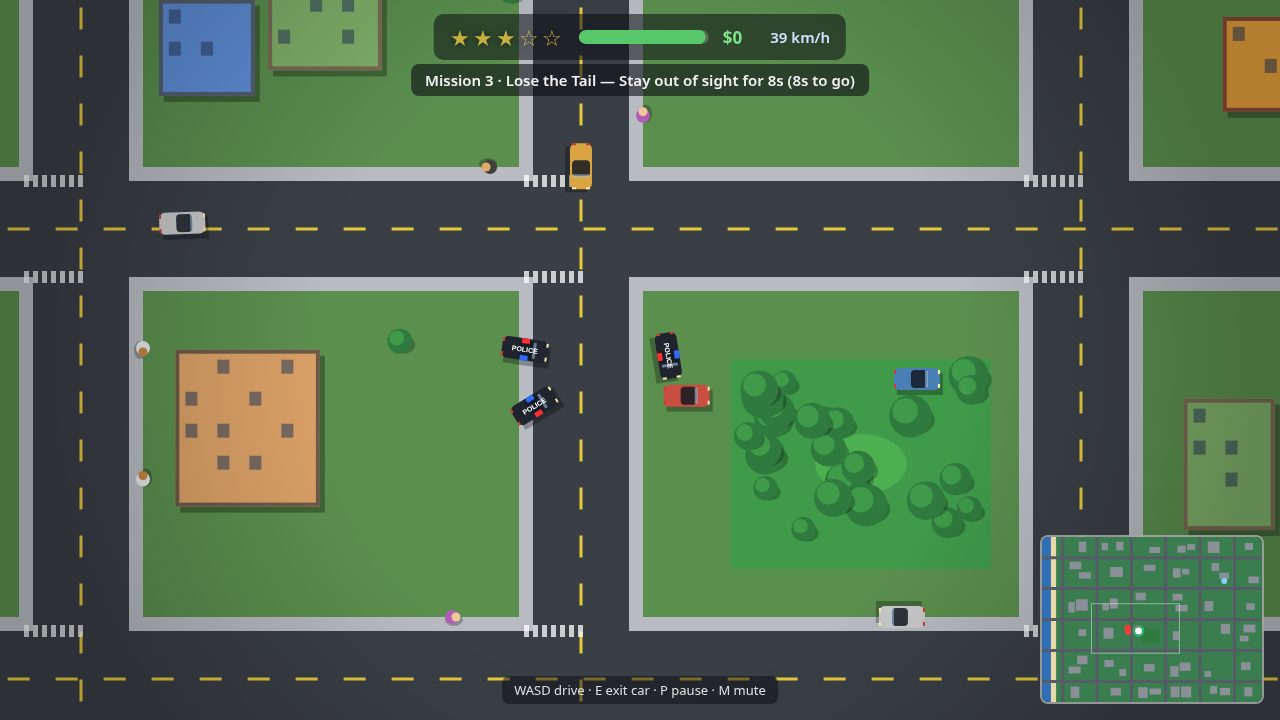 ★★★☆☆ $0 39 km/h
Mission 3 · Lose the Tail — Stay out of sight for 8s (8s to go)
POLICE
POLICE
POLICE
WASD drive · E exit car · P pause · M mute